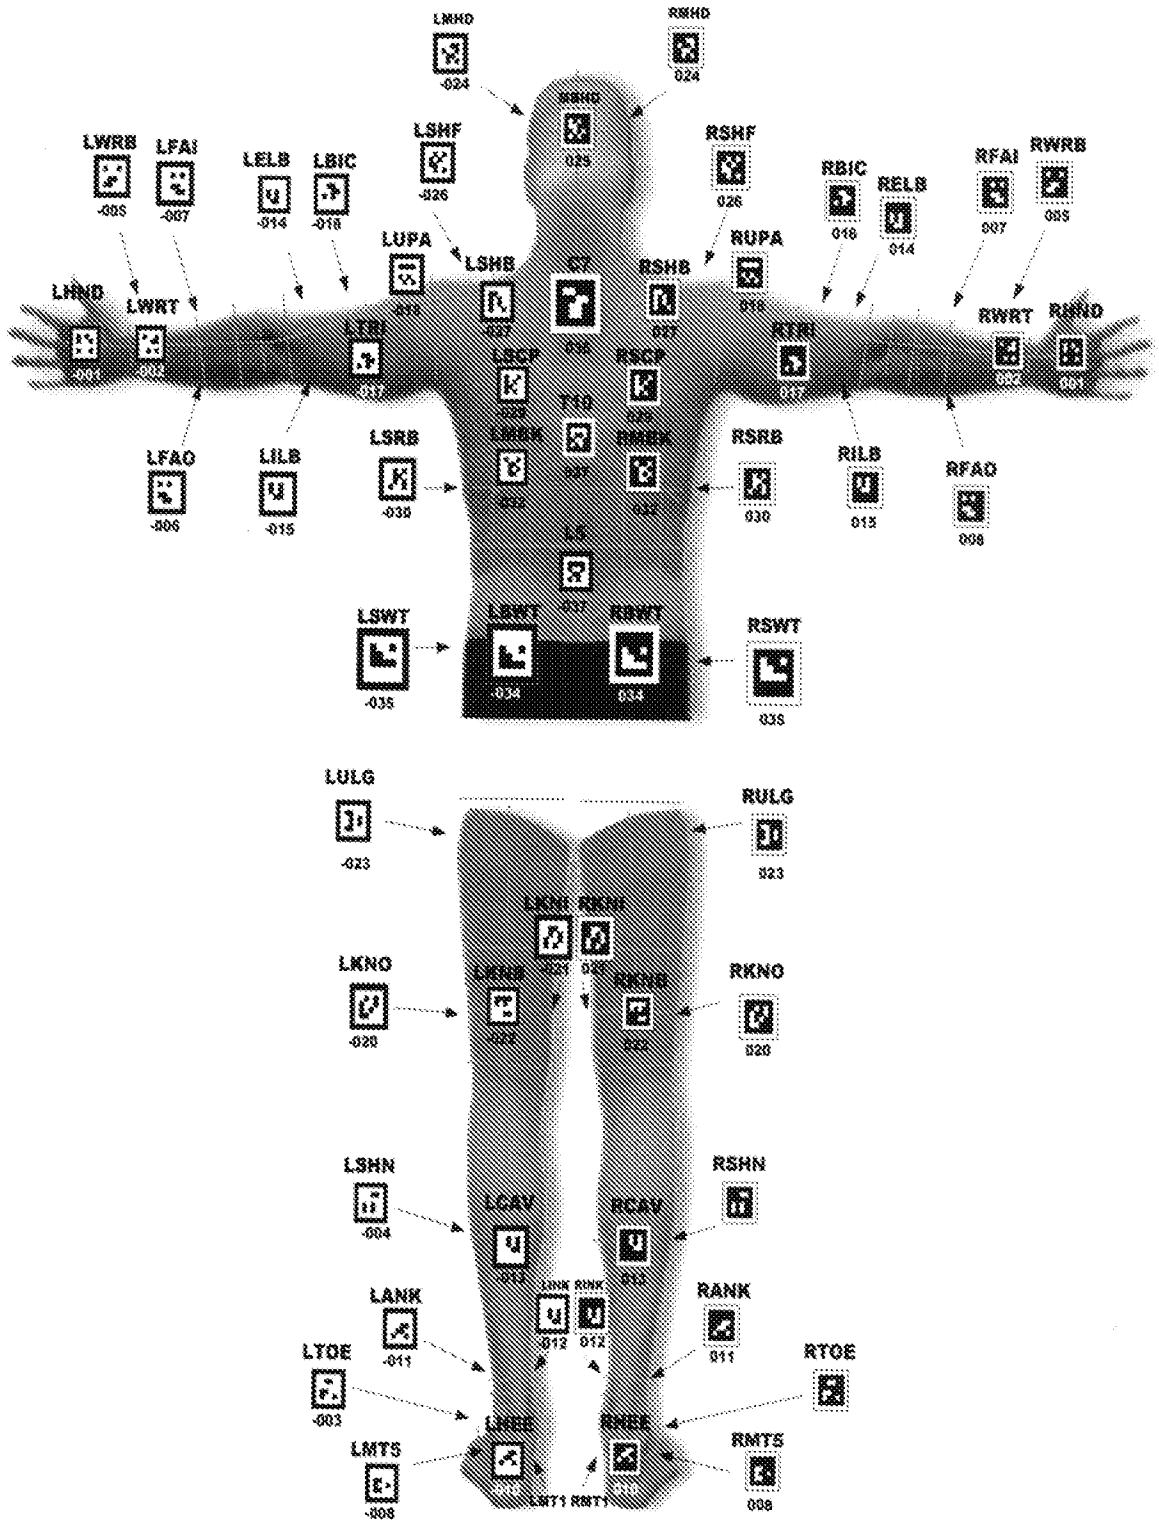 LMHD
RMHD
-024
024
MBHD
025
LSHF
-026
RSHF
026
LWRB
-005
LFAI
-007
LELB
-014
LBIC
-016
RBIC
016
RELB
014
RFAI
007
RWRB
005
LUPA
LSHB
C7
RSHB
027
RUPA
LHND
-001
LWRT
-002
LTRI
-017
RTRI
017
RWRT
002
RHND
001
LSCP
RSCP
029
T10
LMBK
RMBK
032
LFAO
-006
LILB
-015
LSRB
-030
RSRB
030
RILB
015
RFAO
L5
-037
LSWT
-035
LBWT
-034
RBWT
034
RSWT
035
LULG
-023
RULG
023
LKNI
-021
RKNI
LKNO
-020
LKNB
-022
RKNB
022
RKNO
020
LSHN
-004
RSHN
LCAV
-013
RCAV
013
LANK
-011
LINK
-012
RINK
012
RANK
011
LTOE
-003
RTOE
LHEE
RHEE
010
LMT5
-008
LMT1
RMT1
RMT5
008